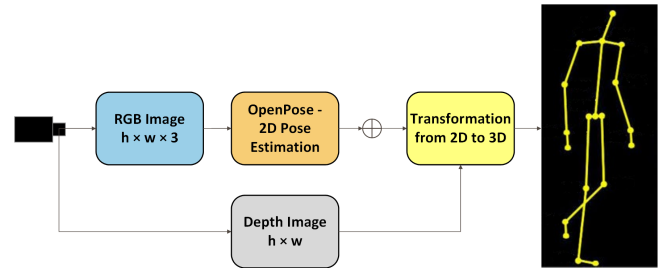 RGB Image
h × w × 3
OpenPose -
2D Pose
Estimation
Transformation
from 2D to 3D
Depth Image
h × w